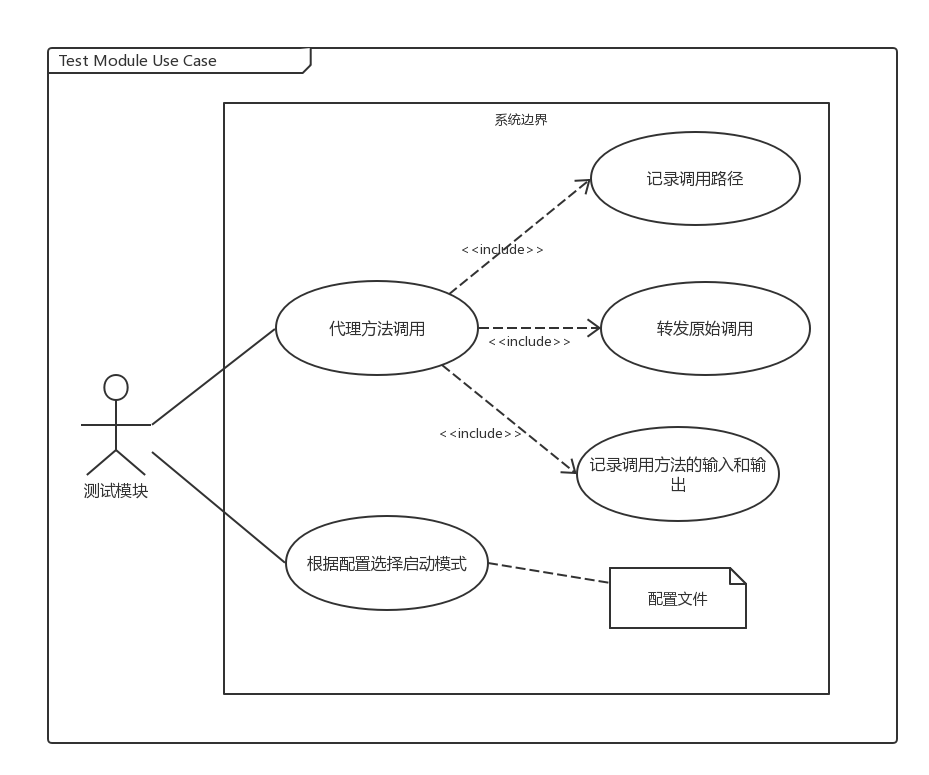 Test Module Use Case
系统边界
记录调用路径
<<include>>
代理方法调用
转发原始调用
<<include>>
<<include>>
记录调用方法的输入和输
出
测试模块
根据配置选择启动模式
配置文件